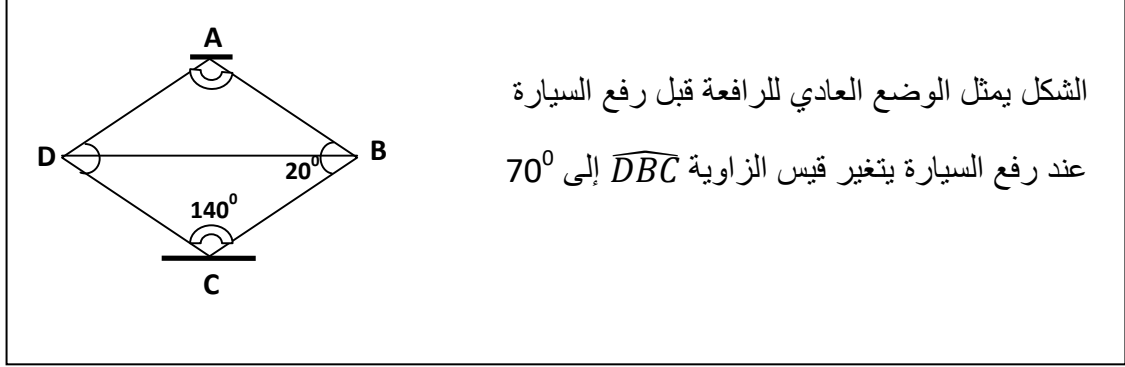 A
الشكل يمثل الوضع العادي للرافعة قبل رفع السيارة
D
B
20⁰
عند رفع السيارة يتغير قيس الزاوية DBC إلى 70⁰
140⁰
C